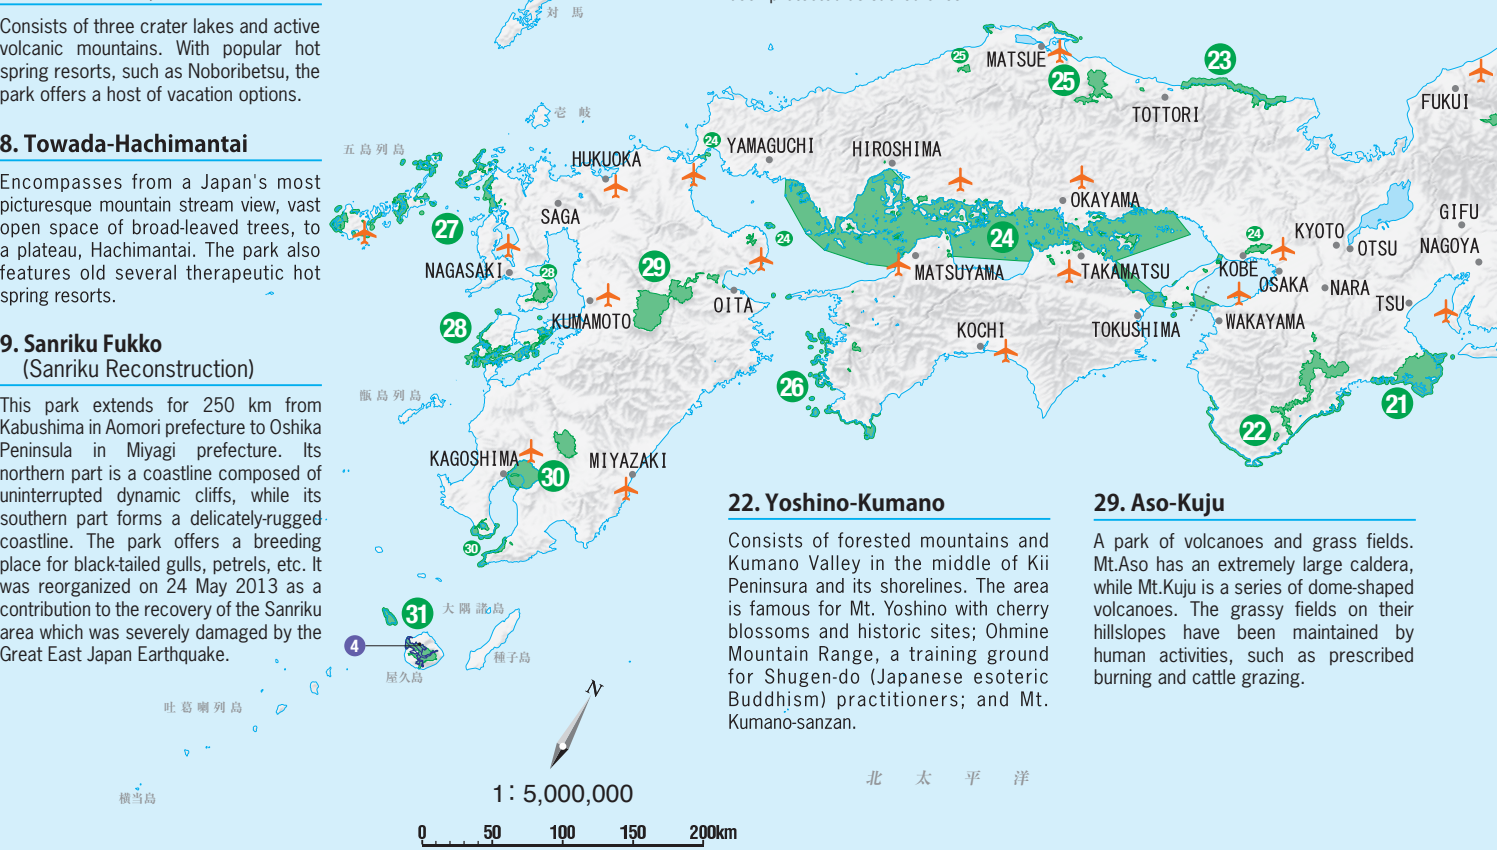 Consists of three crater lakes and active
volcanic mountains. With popular hot
spring resorts, such as Noboribetsu, the
park offers a host of vacation options.
8. Towada-Hachimantai
Encompasses from a Japan's most
picturesque mountain stream view, vast
open space of broad-leaved trees, to
a plateau, Hachimantai. The park also
features old several therapeutic hot
spring resorts.
9. Sanriku Fukko
(Sanriku Reconstruction)
This park extends for 250 km from
Kabushima in Aomori prefecture to Oshika
Peninsula in Miyagi prefecture. Its
northern part is a coastline composed of
uninterrupted dynamic cliffs, while its
southern part forms a delicately-rugged
coastline. The park offers a breeding
place for black-tailed gulls, petrels, etc. It
was reorganized on 24 May 2013 as a
contribution to the recovery of the Sanriku
area which was severely damaged by the
Great East Japan Earthquake.
対馬
壱岐
五島列島
甑島列島
大隅諸島
種子島
屋久島
吐葛喇列島
横当島
北太平洋
HUKUOKA
SAGA
27
NAGASAKI
28
28
29
KUMAMOTO
OITA
KAGOSHIMA
30
MIYAZAKI
30
31
4
24
YAMAGUCHI
HIROSHIMA
25
MATSUE
25
23
TOTTORI
OKAYAMA
24
24
MATSUYAMA
TAKAMATSU
KOCHI
TOKUSHIMA
26
FUKUI
GIFU
NAGOYA
KYOTO
OTSU
24
KOBE
OSAKA
NARA
TSU
WAKAYAMA
21
22
22. Yoshino-Kumano
Consists of forested mountains and
Kumano Valley in the middle of Kii
Peninsura and its shorelines. The area
is famous for Mt. Yoshino with cherry
blossoms and historic sites; Ohmine
Mountain Range, a training ground
for Shugen-do (Japanese esoteric
Buddhism) practitioners; and Mt.
Kumano-sanzan.
29. Aso-Kuju
A park of volcanoes and grass fields.
Mt.Aso has an extremely large caldera,
while Mt.Kuju is a series of dome-shaped
volcanoes. The grassy fields on their
hillslopes have been maintained by
human activities, such as prescribed
burning and cattle grazing.
N
1：5,000,000
0 50 100 150 200km